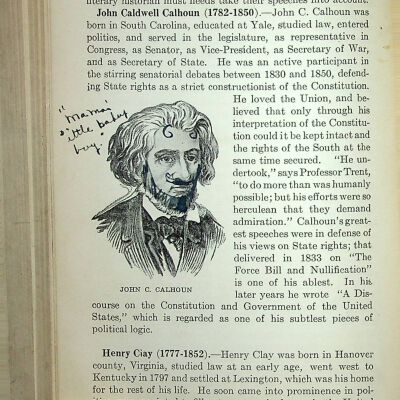 literary historian must needs take their speeches into account.
John Caldwell Calhoun (1782-1850).—John C. Calhoun was
born in South Carolina, educated at Yale, studied law, entered
politics, and served in the legislature, as representative in
Congress, as Senator, as Vice-President, as Secretary of War,
and as Secretary of State. He was an active participant in
the stirring senatorial debates between 1830 and 1850, defend-
ing State rights as a strict constructionist of the Constitution.
"Mama's
little baby
boy.
He loved the Union, and be-
lieved that only through his
interpretation of the Constitu-
tion could it be kept intact and
the rights of the South at the
same time secured. "He un-
dertook," says Professor Trent,
"to do more than was humanly
possible; but his efforts were so
herculean that they demand
admiration." Calhoun's great-
est speeches were in defense of
his views on State rights; that
delivered in 1833 on "The
Force Bill and Nullification"
is one of his ablest. In his
JOHN C. CALHOUN
later years he wrote "A Dis-
course on the Constitution and Government of the United
States," which is regarded as one of his subtlest pieces of
political logic.
Henry Clay (1777-1852).—Henry Clay was born in Hanover
county, Virginia, studied law at an early age, went west to
Kentucky in 1797 and settled at Lexington, which was his home
for the rest of his life. He soon came into prominence in po-